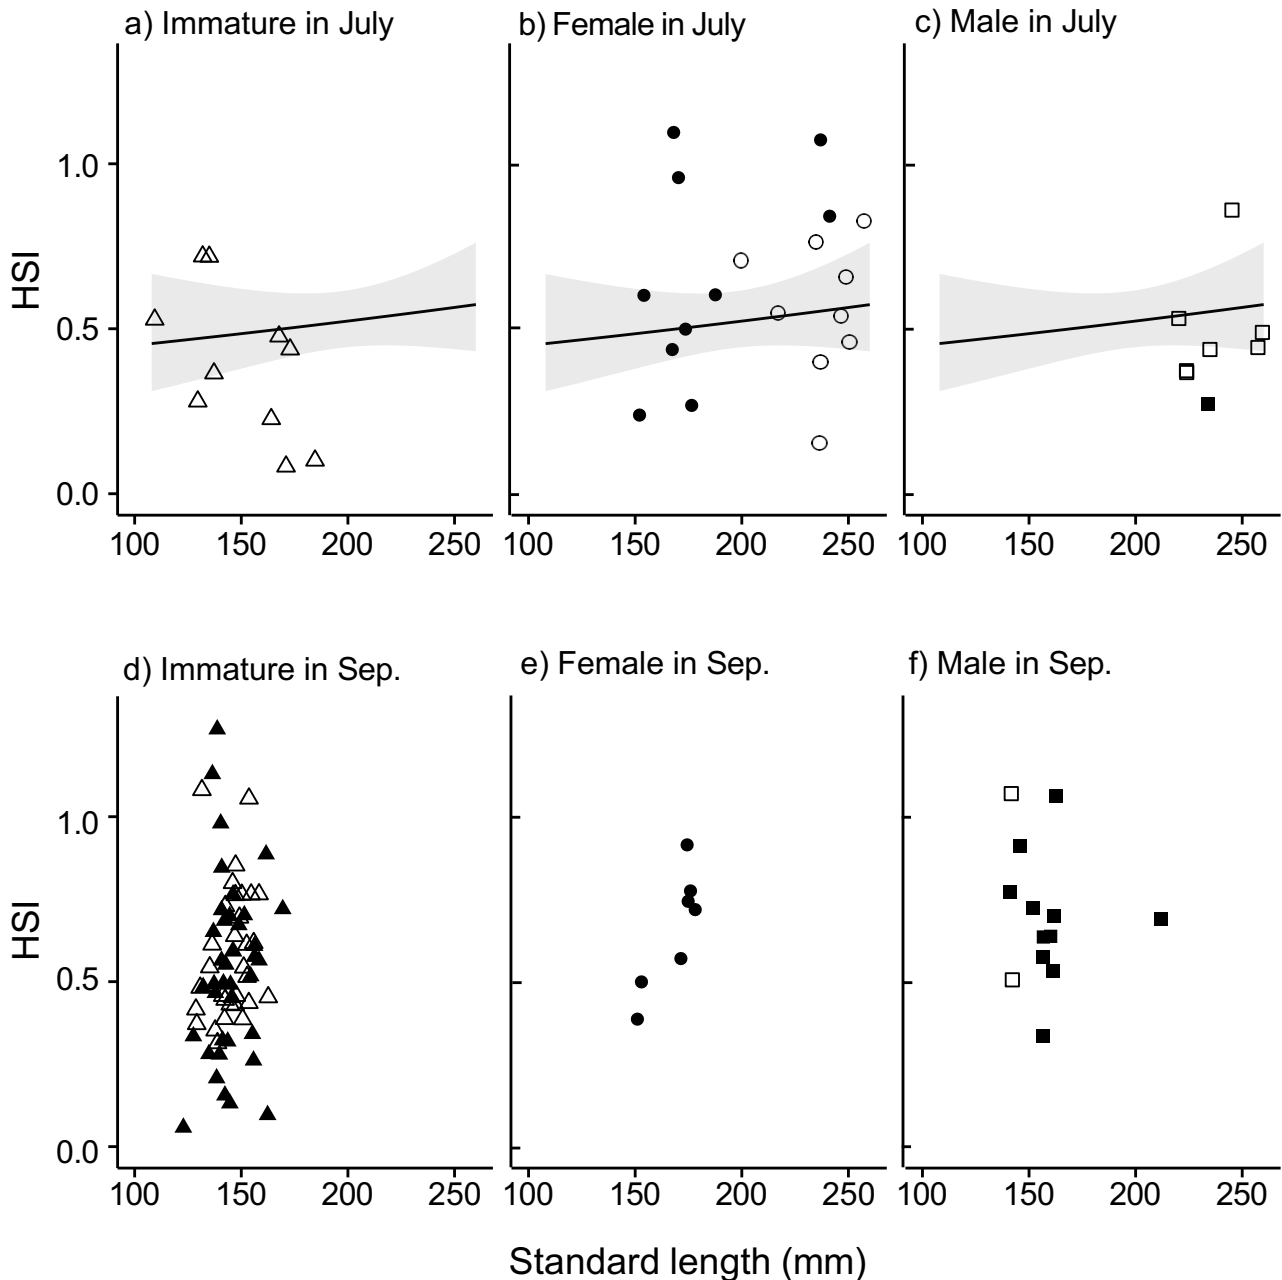 a) Immature in July
b) Female in July
c) Male in July
HSI
1.0
0.5
0.0
100 150 200 250
100 150 200 250
100 150 200 250
d) Immature in Sep.
e) Female in Sep.
f) Male in Sep.
HSI
1.0
0.5
0.0
100 150 200 250
100 150 200 250
100 150 200 250
Standard length (mm)